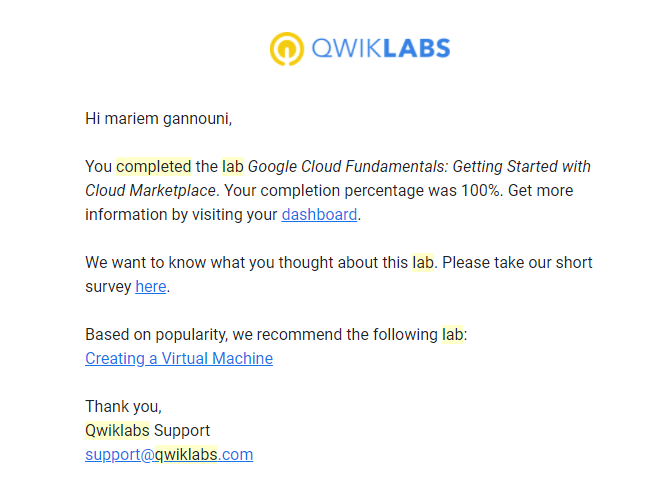 QWIKLABS
Hi mariem gannouni,
You completed the lab Google Cloud Fundamentals: Getting Started with
Cloud Marketplace. Your completion percentage was 100%. Get more
information by visiting your dashboard.
We want to know what you thought about this lab. Please take our short
survey here.
Based on popularity, we recommend the following lab:
Creating a Virtual Machine
Thank you,
Qwiklabs Support
support@qwiklabs.com